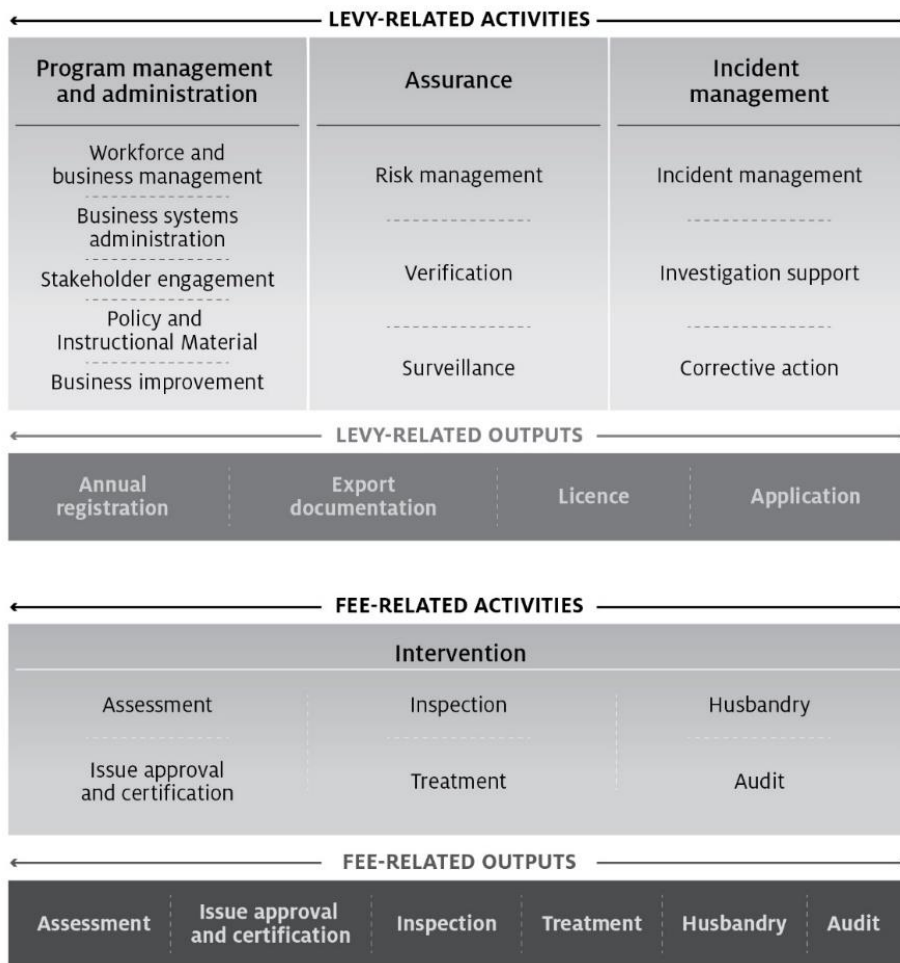 LEVY-RELATED ACTIVITIES
Program management
and administration
Workforce and
business management
Business systems
administration
Stakeholder engagement
Policy and
Instructional Material
Business improvement
Assurance
Risk management
Verification
Surveillance
Incident
management
Incident management
Investigation support
Corrective action
LEVY-RELATED OUTPUTS
Annual
registration
Export
documentation
Licence
Application
FEE-RELATED ACTIVITIES
Intervention
Assessment
Issue approval
and certification
Inspection
Treatment
Husbandry
Audit
FEE-RELATED OUTPUTS
Assessment
Issue approval
and certification
Inspection
Treatment
Husbandry
Audit